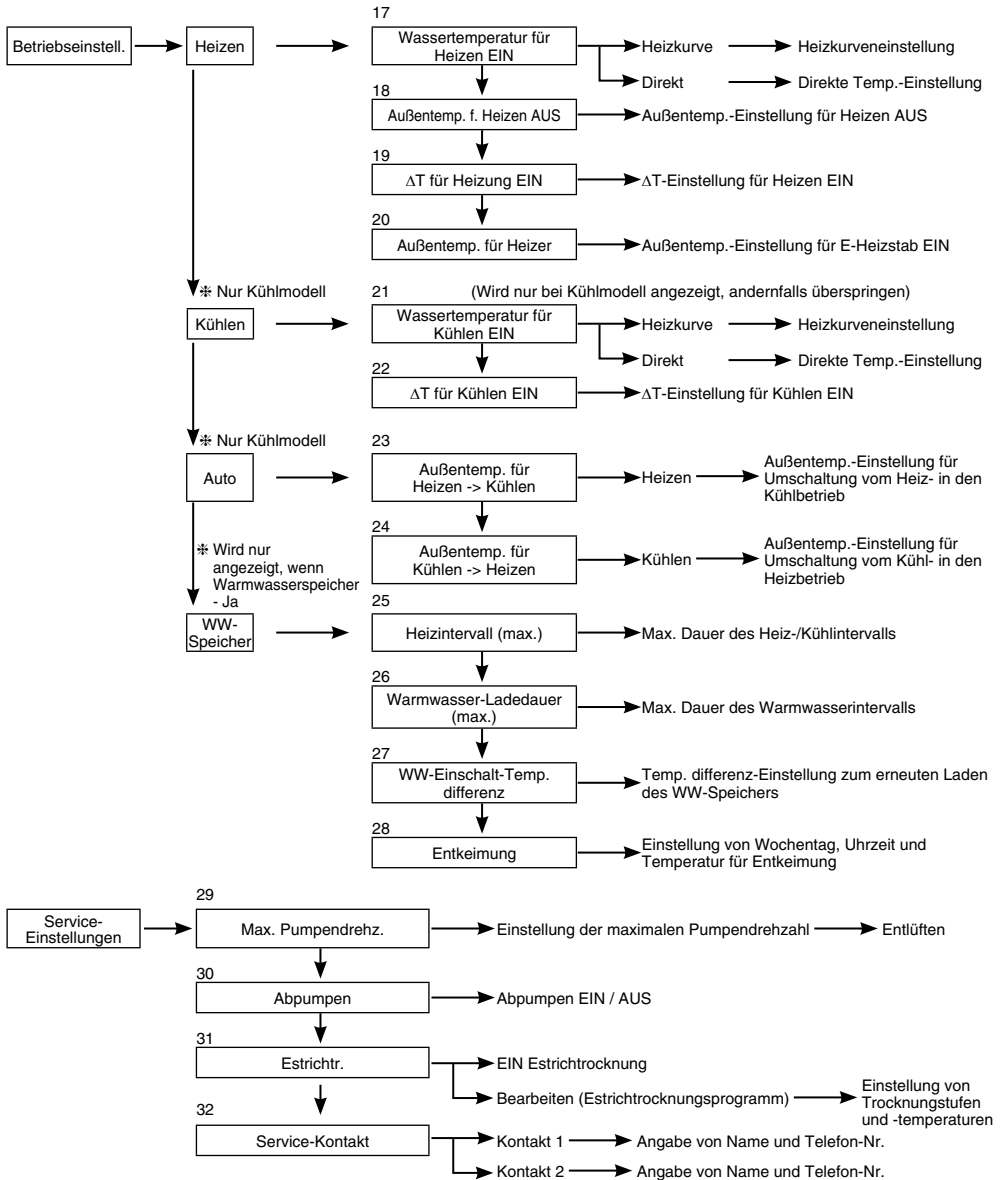 17
Betriebseinstell.
Heizen
Wassertemperatur für
Heizen EIN
Heizkurve
Heizkurveneinstellung
Direkt
Direkte Temp.-Einstellung
18
Außentemp. f. Heizen AUS
Außentemp.-Einstellung für Heizen AUS
19
ΔT für Heizung EIN
ΔT-Einstellung für Heizen EIN
20
Außentemp. für Heizer
Außentemp.-Einstellung für E-Heizstab EIN
❉ Nur Kühlmodell
21
(Wird nur bei Kühlmodell angezeigt, andernfalls überspringen)
Kühlen
Wassertemperatur für
Kühlen EIN
Heizkurve
Heizkurveneinstellung
Direkt
Direkte Temp.-Einstellung
22
ΔT für Kühlen EIN
ΔT-Einstellung für Kühlen EIN
❉ Nur Kühlmodell
23
Auto
Außentemp. für
Heizen -> Kühlen
Heizen
Außentemp.-Einstellung für
Umschaltung vom Heiz- in den
Kühlbetrieb
24
Außentemp. für
Kühlen -> Heizen
Kühlen
Außentemp.-Einstellung für
Umschaltung vom Kühl- in den
Heizbetrieb
❉ Wird nur
angezeigt, wenn
Warmwasserspeicher
- Ja
25
WW-
Speicher
Heizintervall (max.)
Max. Dauer des Heiz-/Kühlintervalls
26
Warmwasser-Ladedauer
(max.)
Max. Dauer des Warmwasserintervalls
27
WW-Einschalt-Temp.
differenz
Temp. differenz-Einstellung zum erneuten Laden
des WW-Speichers
28
Entkeimung
Einstellung von Wochentag, Uhrzeit und
Temperatur für Entkeimung
29
Service-
Einstellungen
Max. Pumpendrehz.
Einstellung der maximalen Pumpendrehzahl
Entlüften
30
Abpumpen
Abpumpen EIN / AUS
31
Estrichtr.
EIN Estrichtrocknung
Bearbeiten (Estrichtrocknungsprogramm)
Einstellung von
Trocknungstufen
und -temperaturen
32
Service-Kontakt
Kontakt 1
Angabe von Name und Telefon-Nr.
Kontakt 2
Angabe von Name und Telefon-Nr.